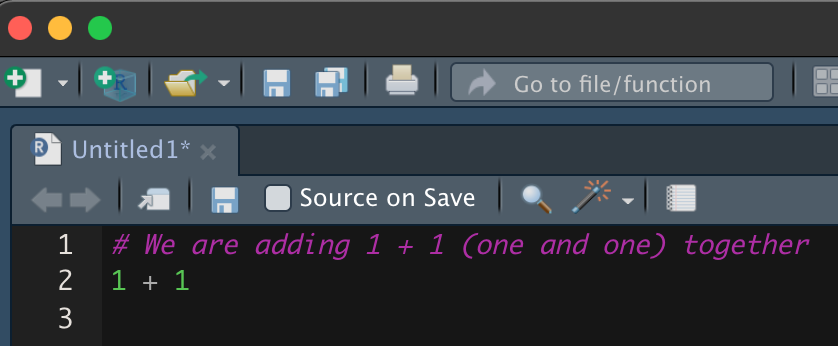 Go to file/function
Untitled1*
Source on Save
1 # We are adding 1 + 1 (one and one) together
2 1 + 1
3